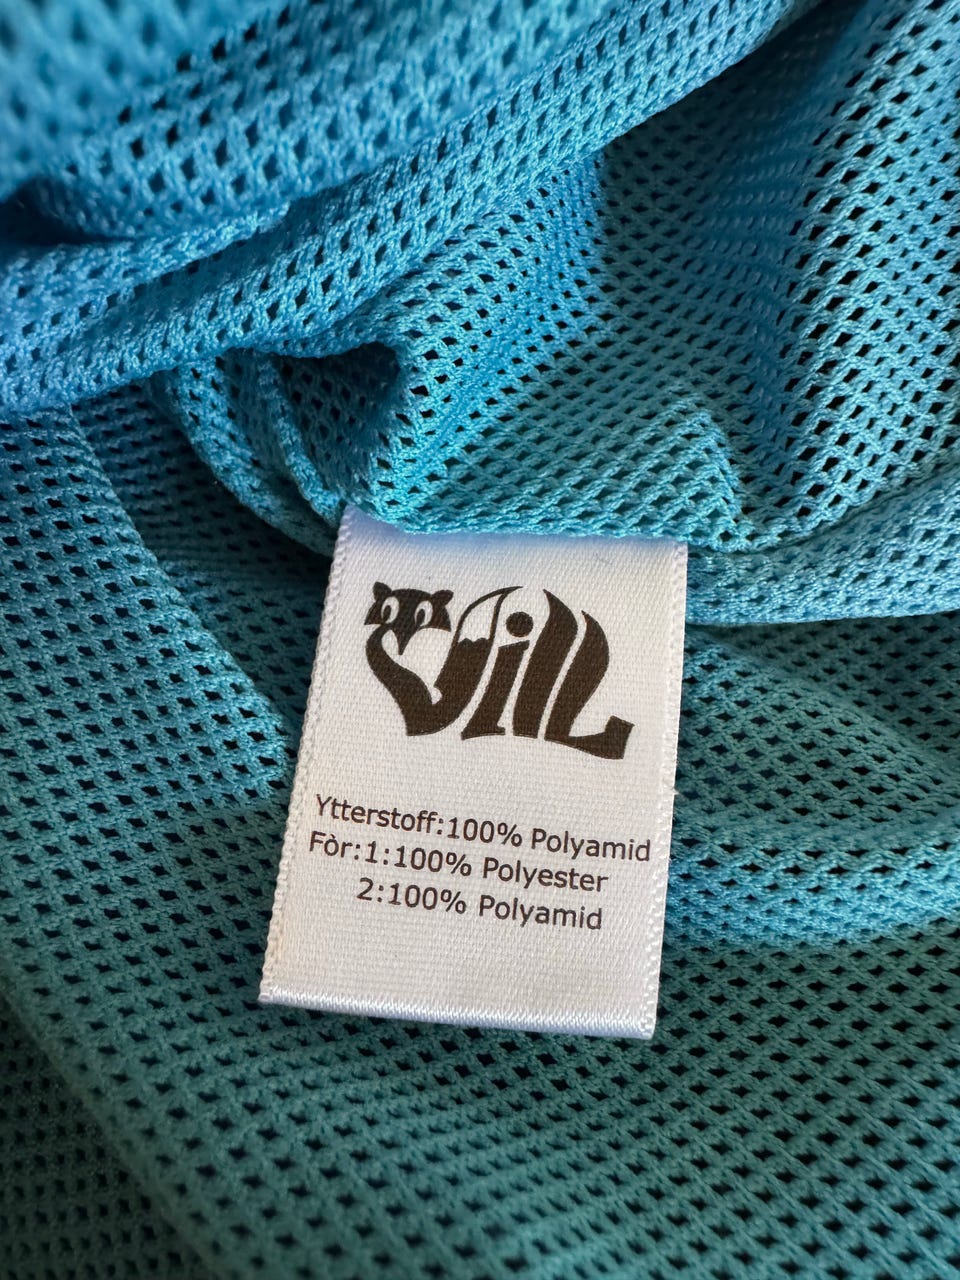 Vill
Ytterstoff:100% Polyamid
Fòr:1:100% Polyester
2:100% Polyamid